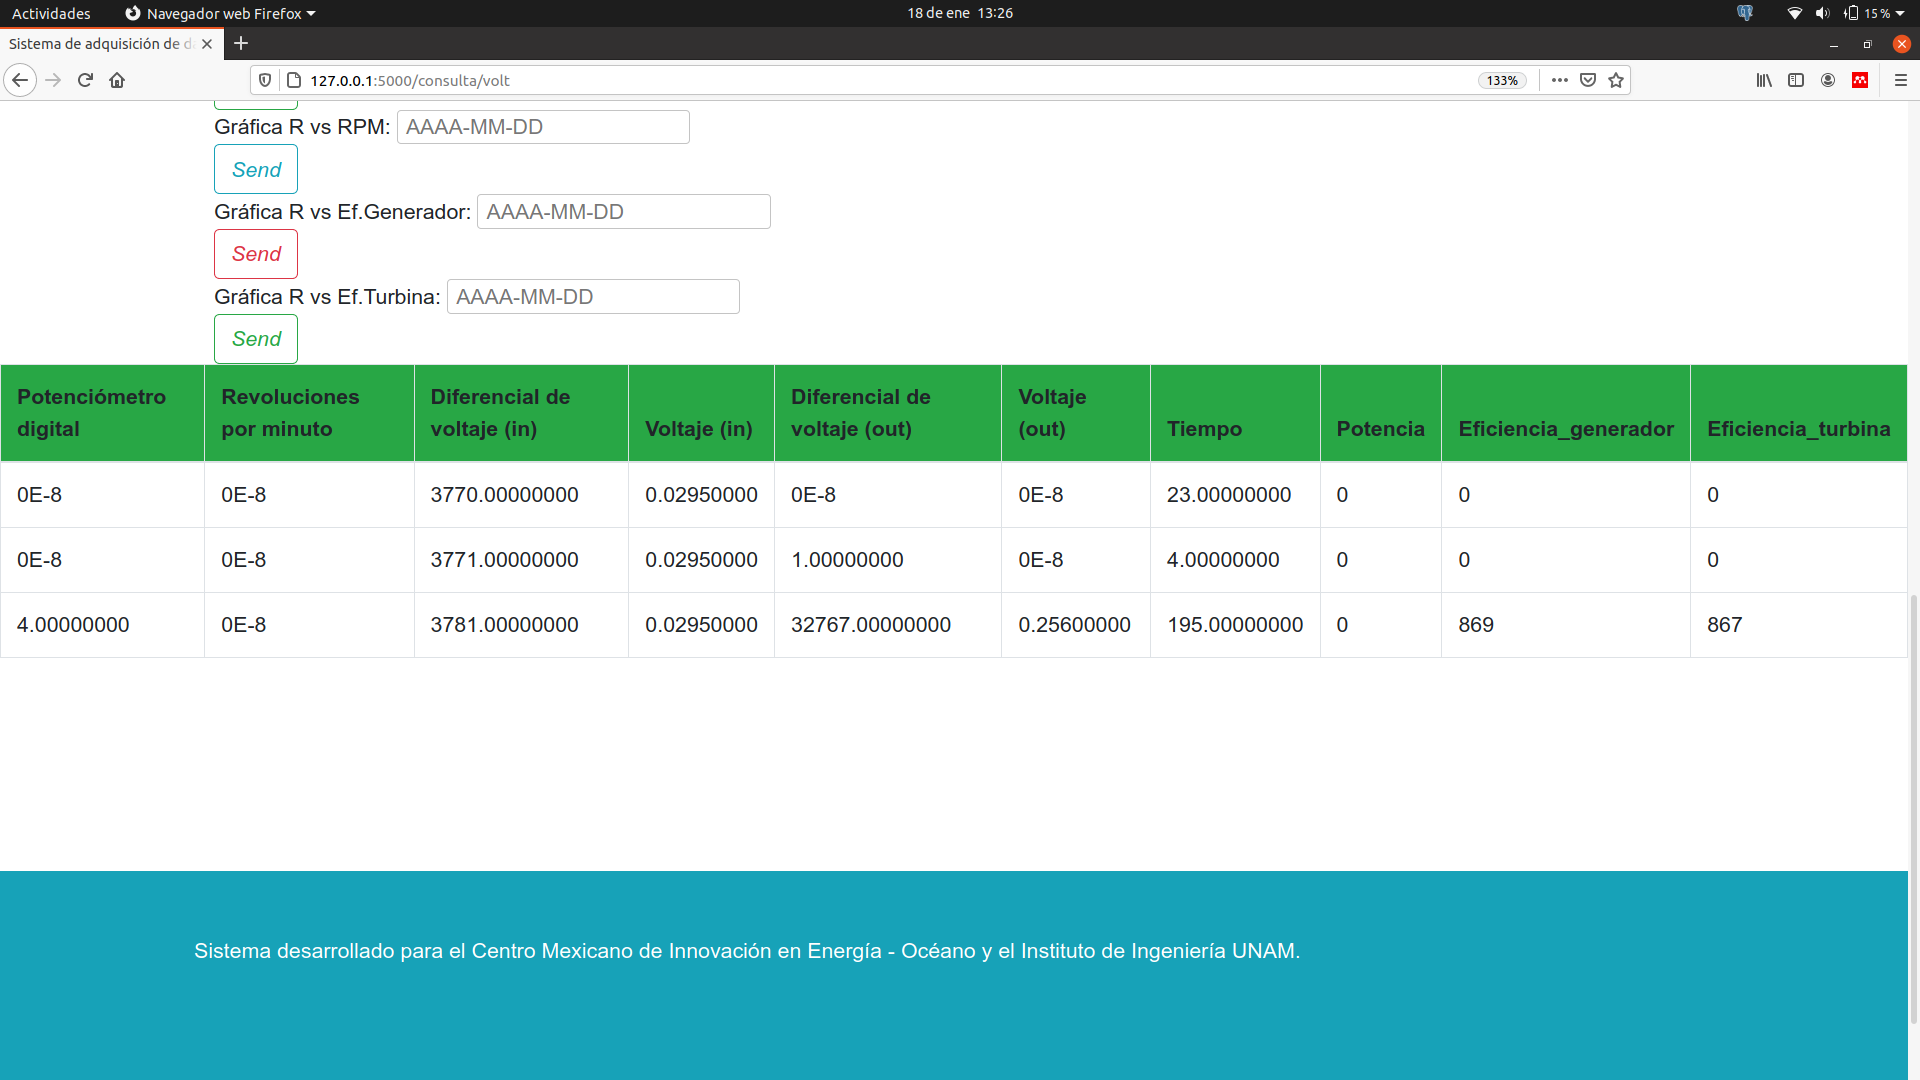 Actividades Navegador web Firefox 18 de ene 13:26 15 %
Sistema de adquisición de d
127.0.0.1:5000/consulta/volt 133%
Gráfica R vs RPM: AAAA-MM-DD
Send
Gráfica R vs Ef.Generador: AAAA-MM-DD
Send
Gráfica R vs Ef.Turbina: AAAA-MM-DD
Send
Potenciómetro digital Revoluciones por minuto Diferencial de voltaje (in) Voltaje (in) Diferencial de voltaje (out) Voltaje (out) Tiempo Potencia Eficiencia_generador Eficiencia_turbina
0E-8 0E-8 3770.00000000 0.02950000 0E-8 0E-8 23.00000000 0 0 0
0E-8 0E-8 3771.00000000 0.02950000 1.00000000 0E-8 4.00000000 0 0 0
4.00000000 0E-8 3781.00000000 0.02950000 32767.00000000 0.25600000 195.00000000 0 869 867
Sistema desarrollado para el Centro Mexicano de Innovación en Energía - Océano y el Instituto de Ingeniería UNAM.